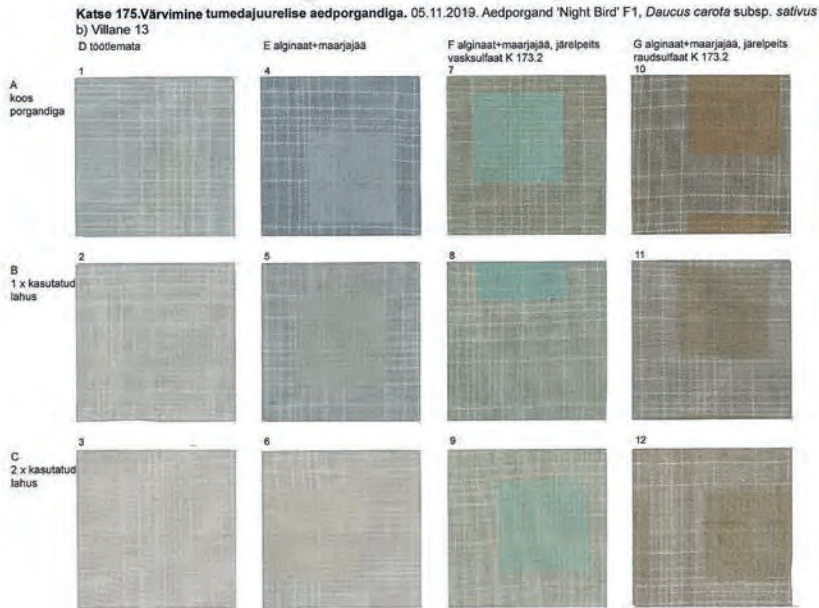 Katse 175.Värvimine tumedajuurelise aedporgandiga. 05.11.2019. Aedporgand 'Night Bird' F1, Daucus carota subsp. sativus
b) Villane 13
D töötlemata
E alginaat+maarjajää
F alginaat+maarjajää, järelpeits
vasksulfaat K 173.2
G alginaat+maarjajää, järelpeits
raudsulfaat K 173.2
A
koos
porgandiga
1
4
7
10
B
1 x kasutatud
lahus
2
5
8
11
C
2 x kasutatud
lahus
3
6
9
12